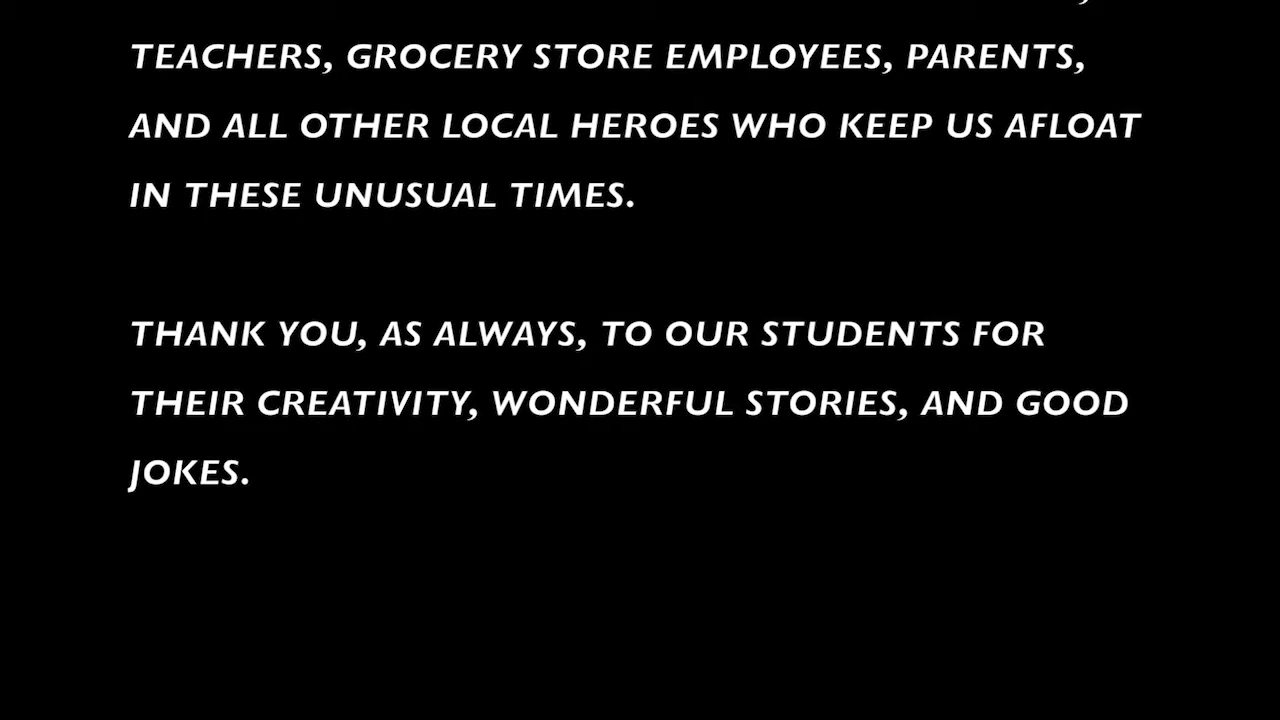 TEACHERS, GROCERY STORE EMPLOYEES, PARENTS,
AND ALL OTHER LOCAL HEROES WHO KEEP US AFLOAT
IN THESE UNUSUAL TIMES.
THANK YOU, AS ALWAYS, TO OUR STUDENTS FOR
THEIR CREATIVITY, WONDERFUL STORIES, AND GOOD
JOKES.